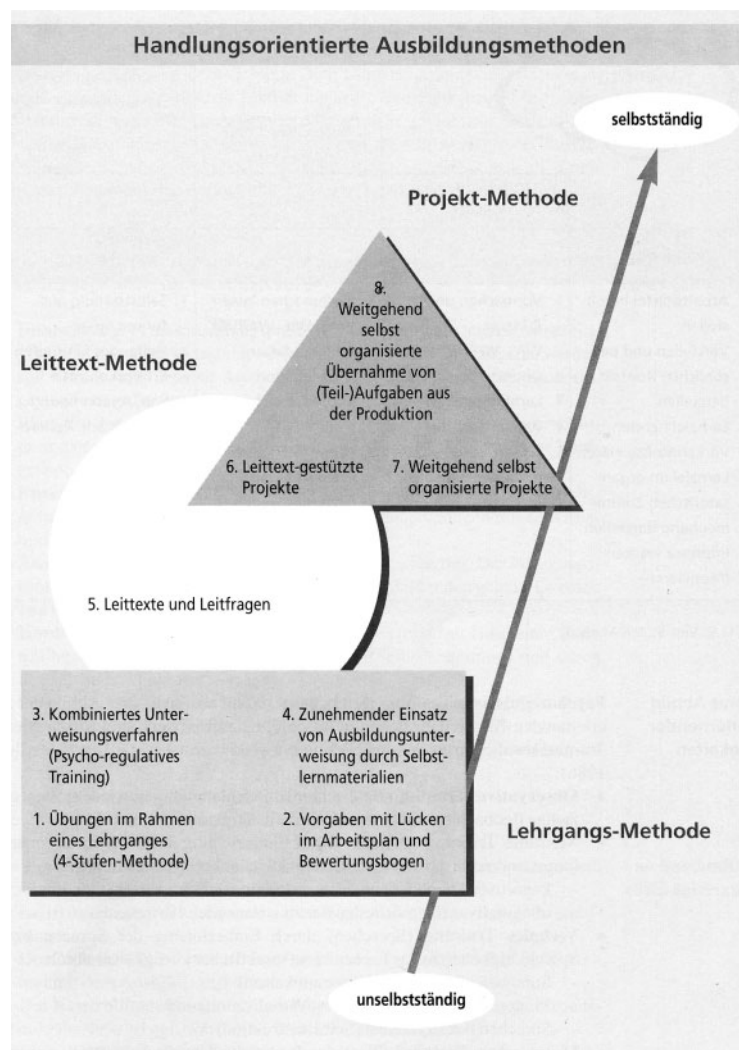 Handlungsorientierte Ausbildungsmethoden
selbstständig
Projekt-Methode
8.
Weitgehend
selbst
organisierte
Übernahme von
(Teil-)Aufgaben aus
der Produktion
Leittext-Methode
6. Leittext-gestützte
Projekte
7. Weitgehend selbst
organisierte Projekte
5. Leittexte und Leitfragen
3. Kombiniertes Unter-
weisungsverfahren
(Psycho-regulatives
Training)
4. Zunehmender Einsatz
von Ausbildungsunter-
weisung durch Selbst-
lernmaterialien
1. Übungen im Rahmen
eines Lehrganges
(4-Stufen-Methode)
2. Vorgaben mit Lücken
im Arbeitsplan und
Bewertungsbogen
Lehrgangs-Methode
unselbstständig